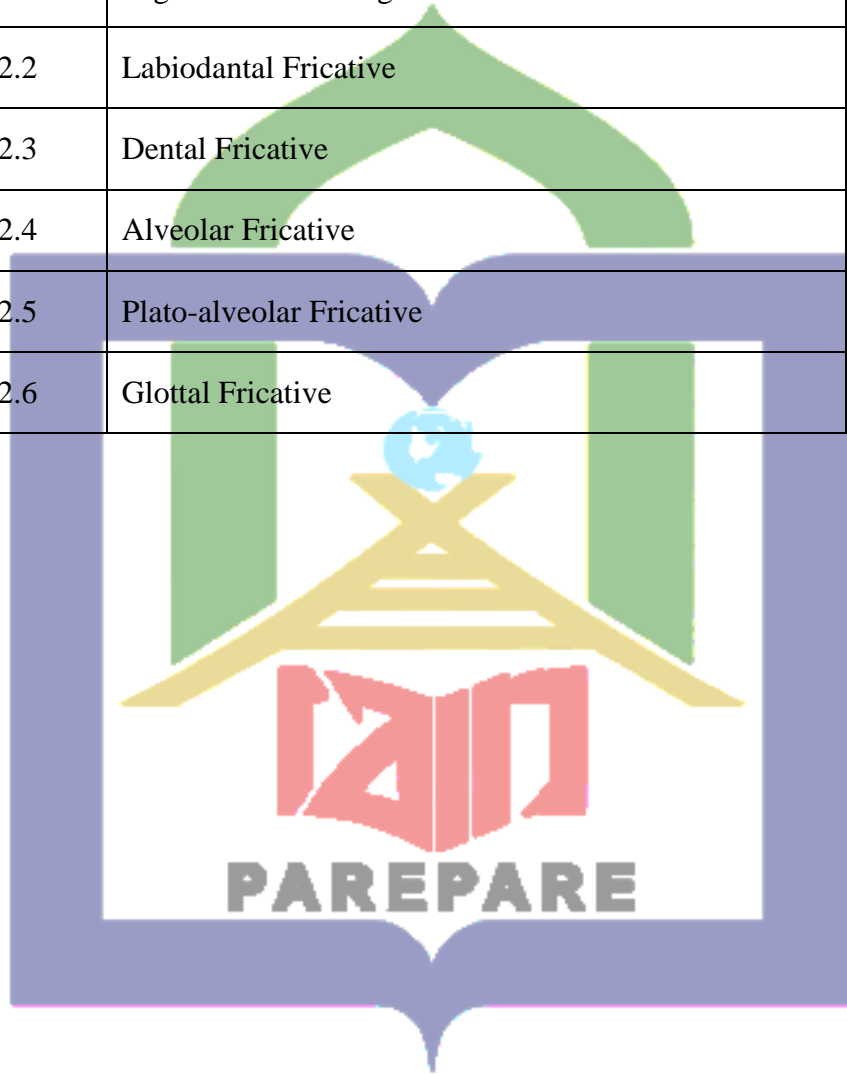 2.2 Labiodantal Fricative
2.3 Dental Fricative
2.4 Alveolar Fricative
2.5 Plato-alveolar Fricative
2.6 Glottal Fricative
iain
PAREPARE